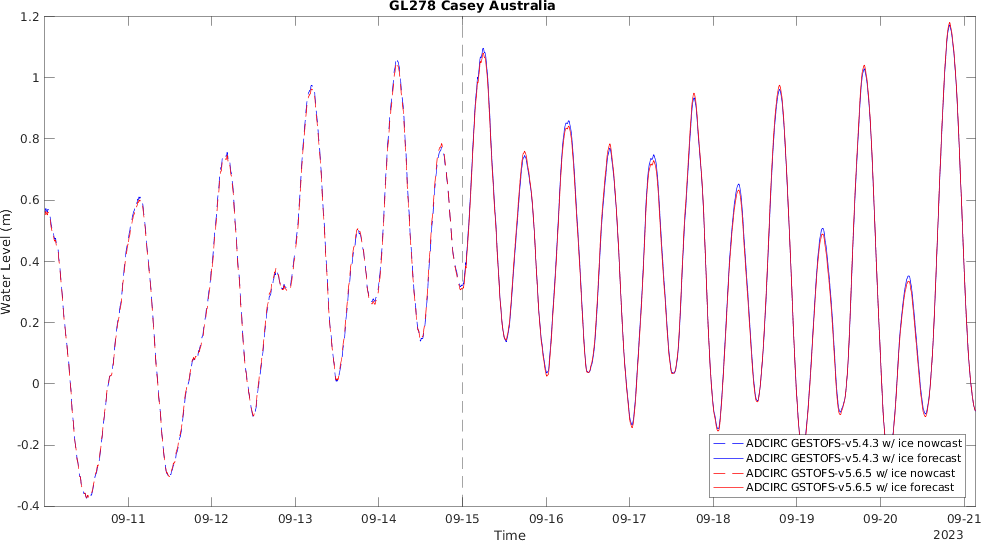 GL278 Casey Australia
1.2
1
0.8
0.6
0.4
0.2
0
-0.2
-0.4
Water Level (m)
09-11 09-12 09-13 09-14 09-15 09-16 09-17 09-18 09-19 09-20 09-21
Time
2023
ADCIRC GESTOFS-v5.4.3 w/ ice nowcast
ADCIRC GESTOFS-v5.4.3 w/ ice forecast
ADCIRC GSTOFS-v5.6.5 w/ ice nowcast
ADCIRC GSTOFS-v5.6.5 w/ ice forecast